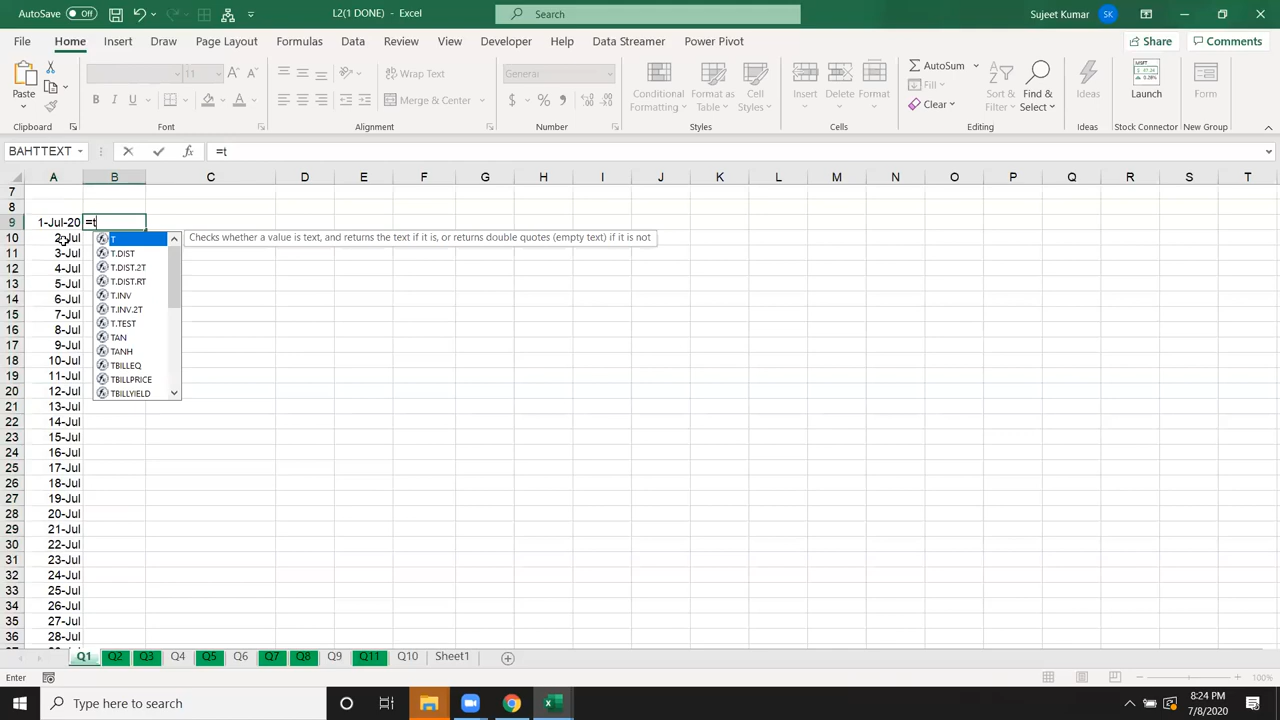 AutoSave Off L2(1 DONE) - Excel Search Sujeet Kumar SK
File Home Insert Draw Page Layout Formulas Data Review View Developer Help Data Streamer Power Pivot Share Comments
Paste 11 Wrap Text General AutoSum
Merge & Center $ % Conditional Formatting Format as Table Cell Styles Insert Delete Format Fill Clear Sort & Filter Find & Select Ideas Launch Form
Clipboard Font Alignment Number Styles Cells Editing Ideas Stock Connector New Group
BAHTTEXT fx =t
A B C D E F G H I J K L M N O P Q R S T
7
8
9 1-Jul-20 =t
10 2-Jul T Checks whether a value is text, and returns the text if it is, or returns double quotes (empty text) if it is not
11 3-Jul T.DIST
12 4-Jul T.DIST.2T
T.DIST.RT
13 5-Jul T.INV
14 6-Jul T.INV.2T
15 7-Jul T.TEST
16 8-Jul TAN
17 9-Jul TANH
18 10-Jul TBILLEQ
19 11-Jul TBILLPRICE
20 12-Jul TBILLYIELD
21 13-Jul
22 14-Jul
23 15-Jul
24 16-Jul
25 17-Jul
26 18-Jul
27 19-Jul
28 20-Jul
29 21-Jul
30 22-Jul
31 23-Jul
32 24-Jul
33 25-Jul
34 26-Jul
35 27-Jul
36 28-Jul
Q1 Q2 Q3 Q4 Q5 Q6 Q7 Q8 Q9 Q11 Q10 Sheet1
Enter 100%
Type here to search 8:24 PM
7/8/2020